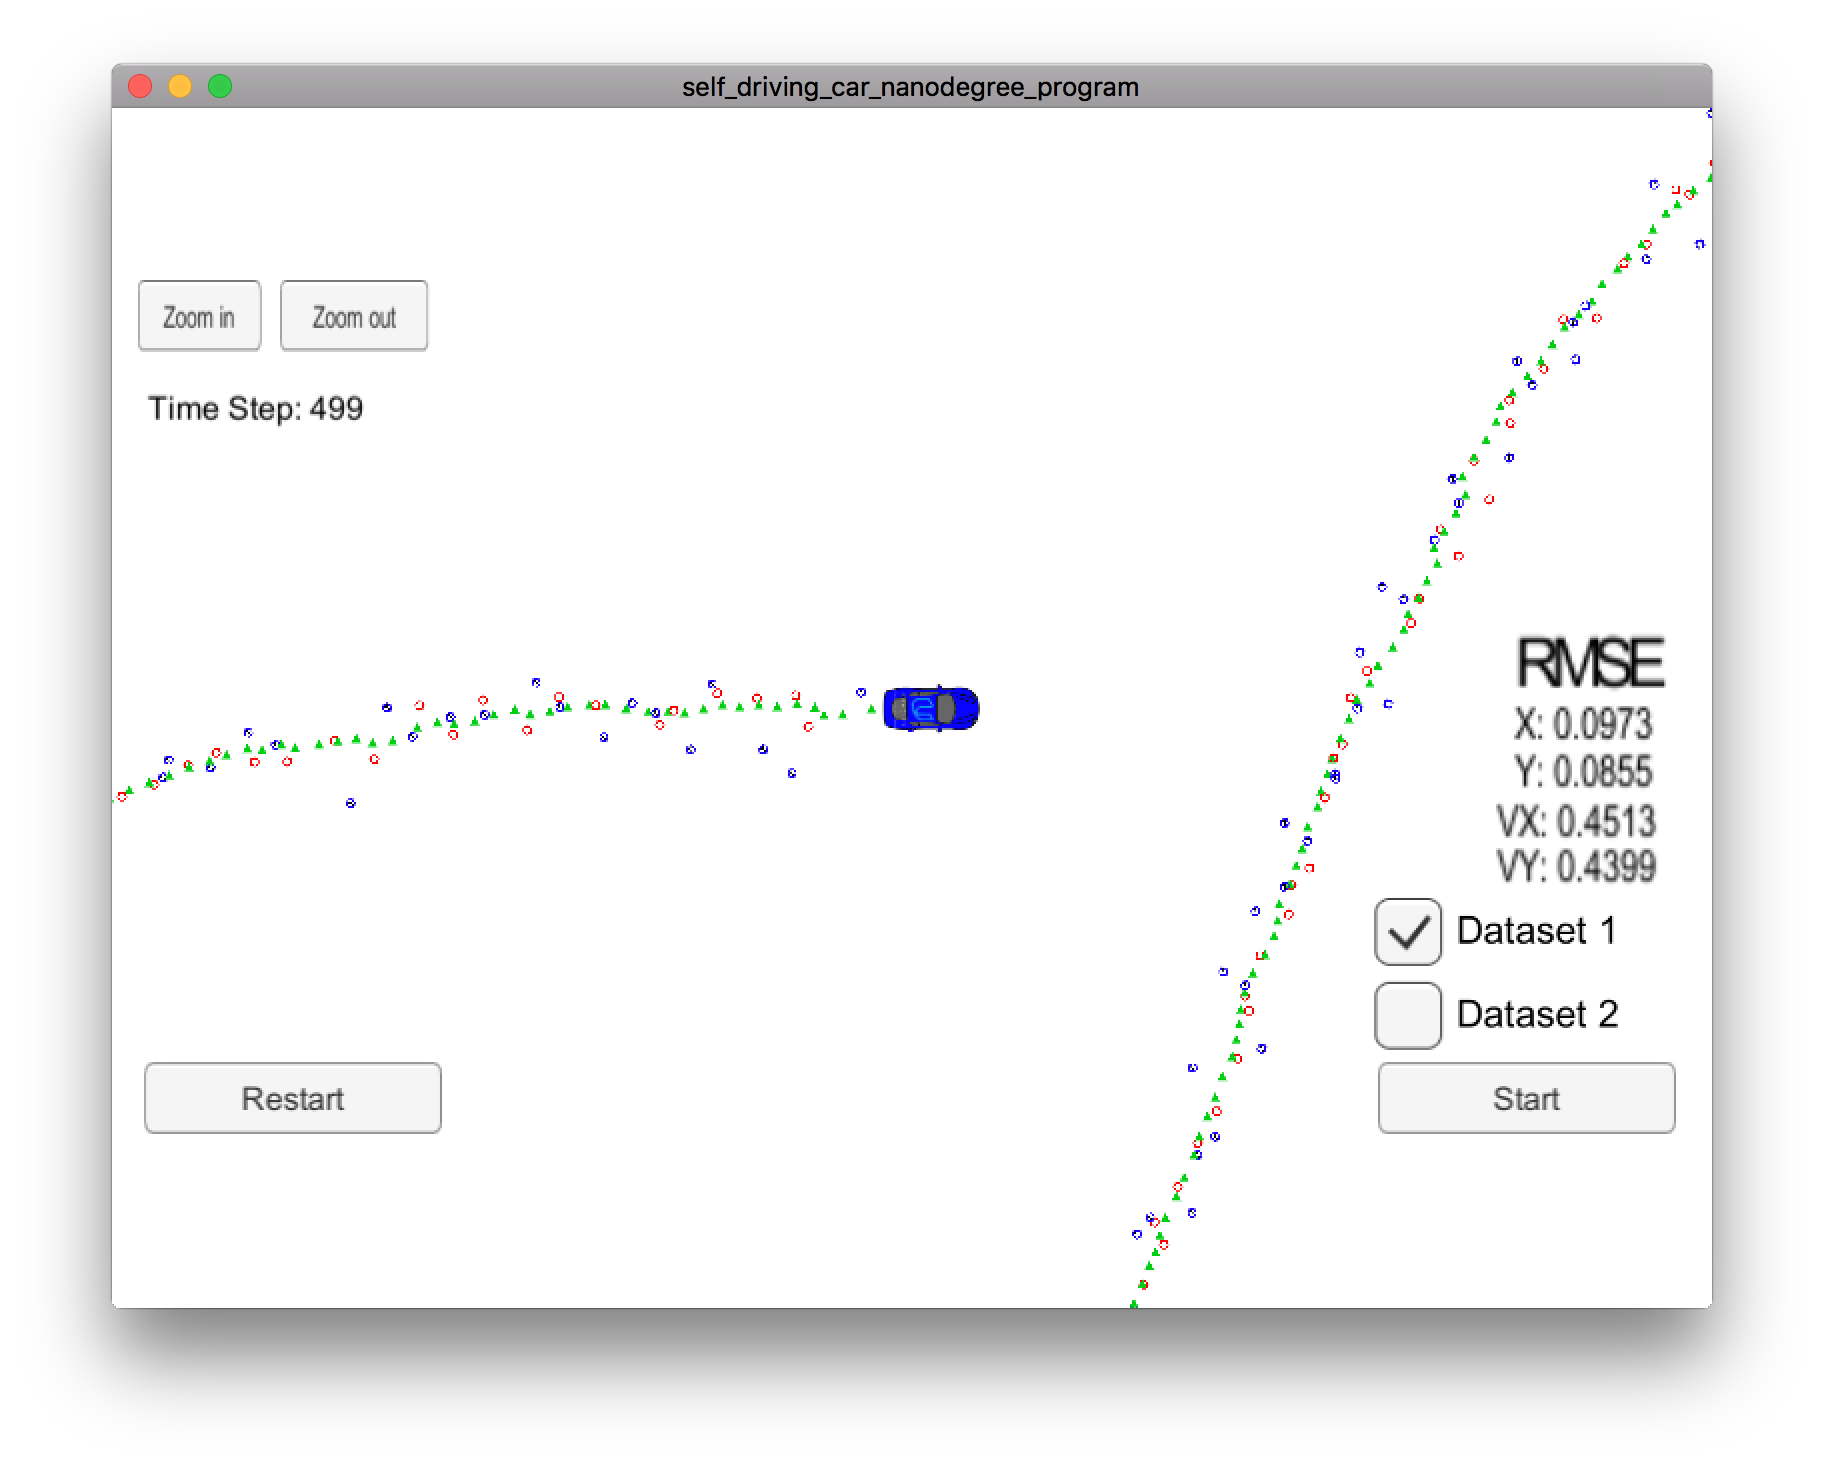 self_driving_car_nanodegree_program
Zoom in
Zoom out
Time Step: 499
RMSE
X: 0.0973
Y: 0.0855
VX: 0.4513
VY: 0.4399
Dataset 1
Dataset 2
Restart
Start